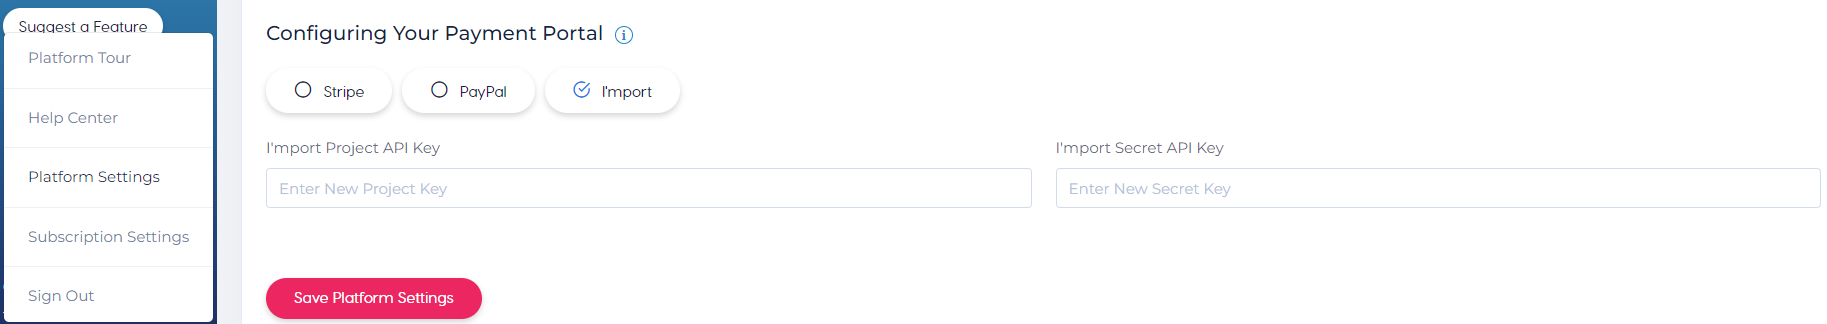 Suggest a Feature
Platform Tour
Help Center
Platform Settings
Subscription Settings
Sign Out
Configuring Your Payment Portal
Stripe PayPal I'mport
I'mport Project API Key I'mport Secret API Key
Enter New Project Key Enter New Secret Key
Save Platform Settings